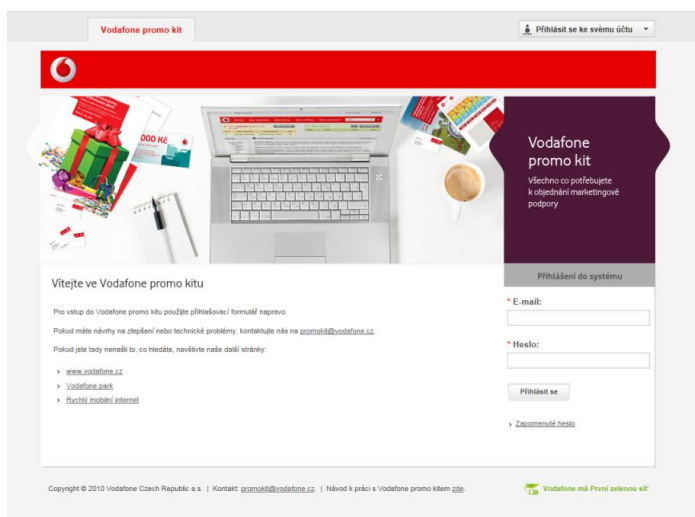 Vodafone promo kit
Přihlásit se ke svému účtu
000 Kč
Vodafone
promo kit
Všechno co potřebujete
k objednání marketingové
podpory
Vítejte ve Vodafone promo kitu
Pro vstup do Vodafone promo kitu použijte přihlašovací formulář napravo.
Pokud máte návrhy na zlepšení nebo technické problémy, kontaktujte nás na promokit@vodafone.cz.
Pokud jste tady nenašli to, co hledáte, navštivte naše další stránky:
www.vodafone.cz
Vodafone park
Rychlý mobilní internet
Přihlášení do systému
* E-mail:
* Heslo:
Přihlásit se
Zapomenuté heslo
Copyright © 2010 Vodafone Czech Republic a.s. | Kontakt: promokit@vodafone.cz. | Návod k práci s Vodafone promo kitem zde.
Vodafone má První zelenou síť